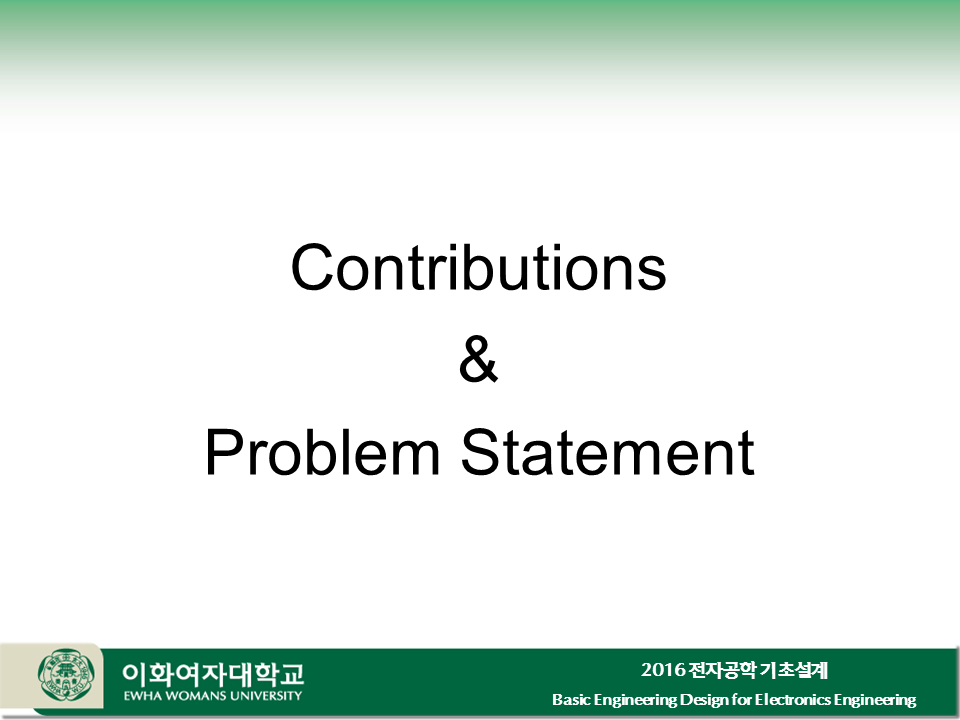 Contributions
&
Problem Statement
이화여자대학교
EWHA WOMANS UNIVERSITY
2016 전자공학 기초설계
Basic Engineering Design for Electronics Engineering